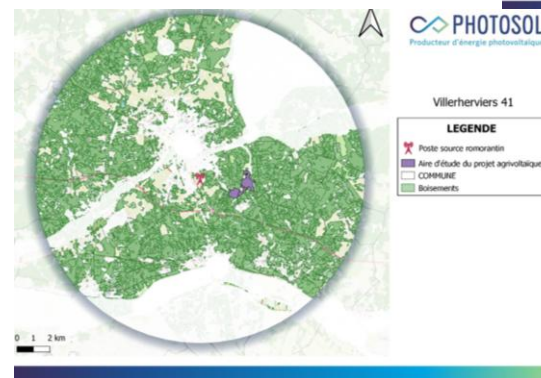 PHOTOSOL
Producteur d'énergie photovoltaïque
Villerherviers 41
LEGENDE
Poste source romorantin
Aire d'étude du projet agrivoltaïque
COMMUNE
Boisements
0 1 2 km